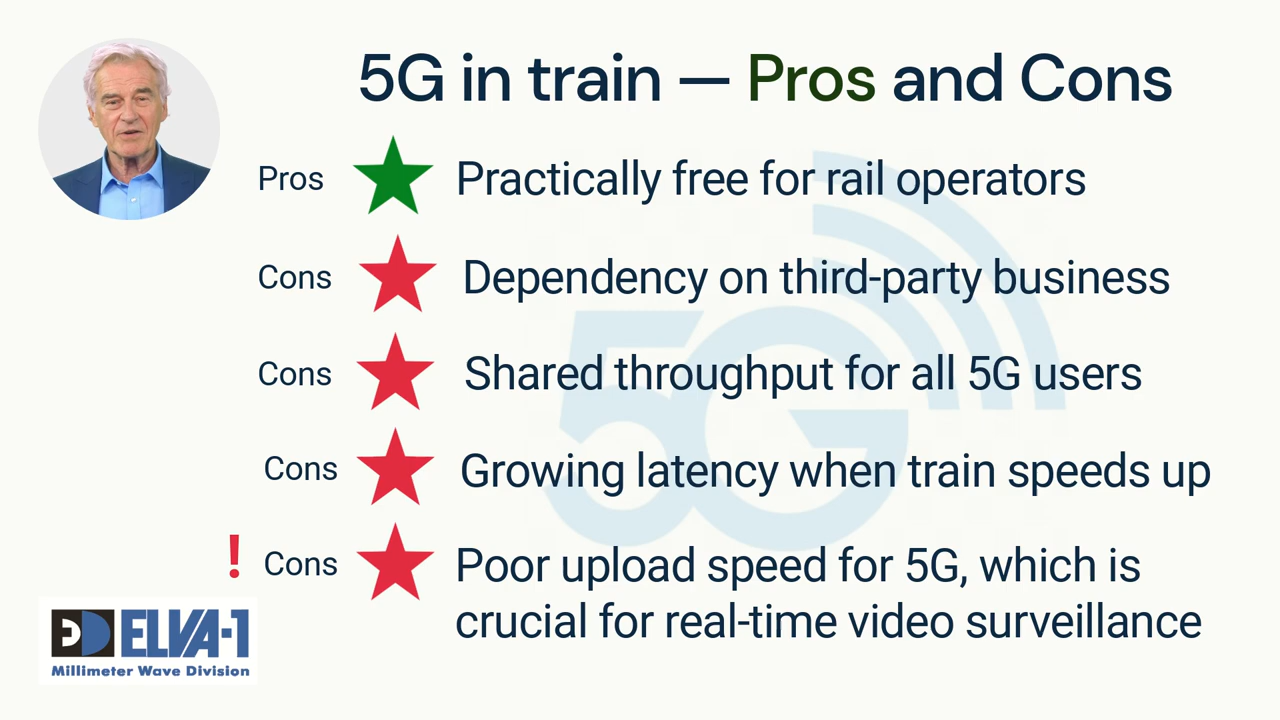 5G in train — Pros and Cons
Pros Practically free for rail operators
Cons Dependency on third-party business
Cons Shared throughput for all 5G users
Cons Growing latency when train speeds up
! Cons Poor upload speed for 5G, which is
crucial for real-time video surveillance
5G
ELVA-1
Millimeter Wave Division